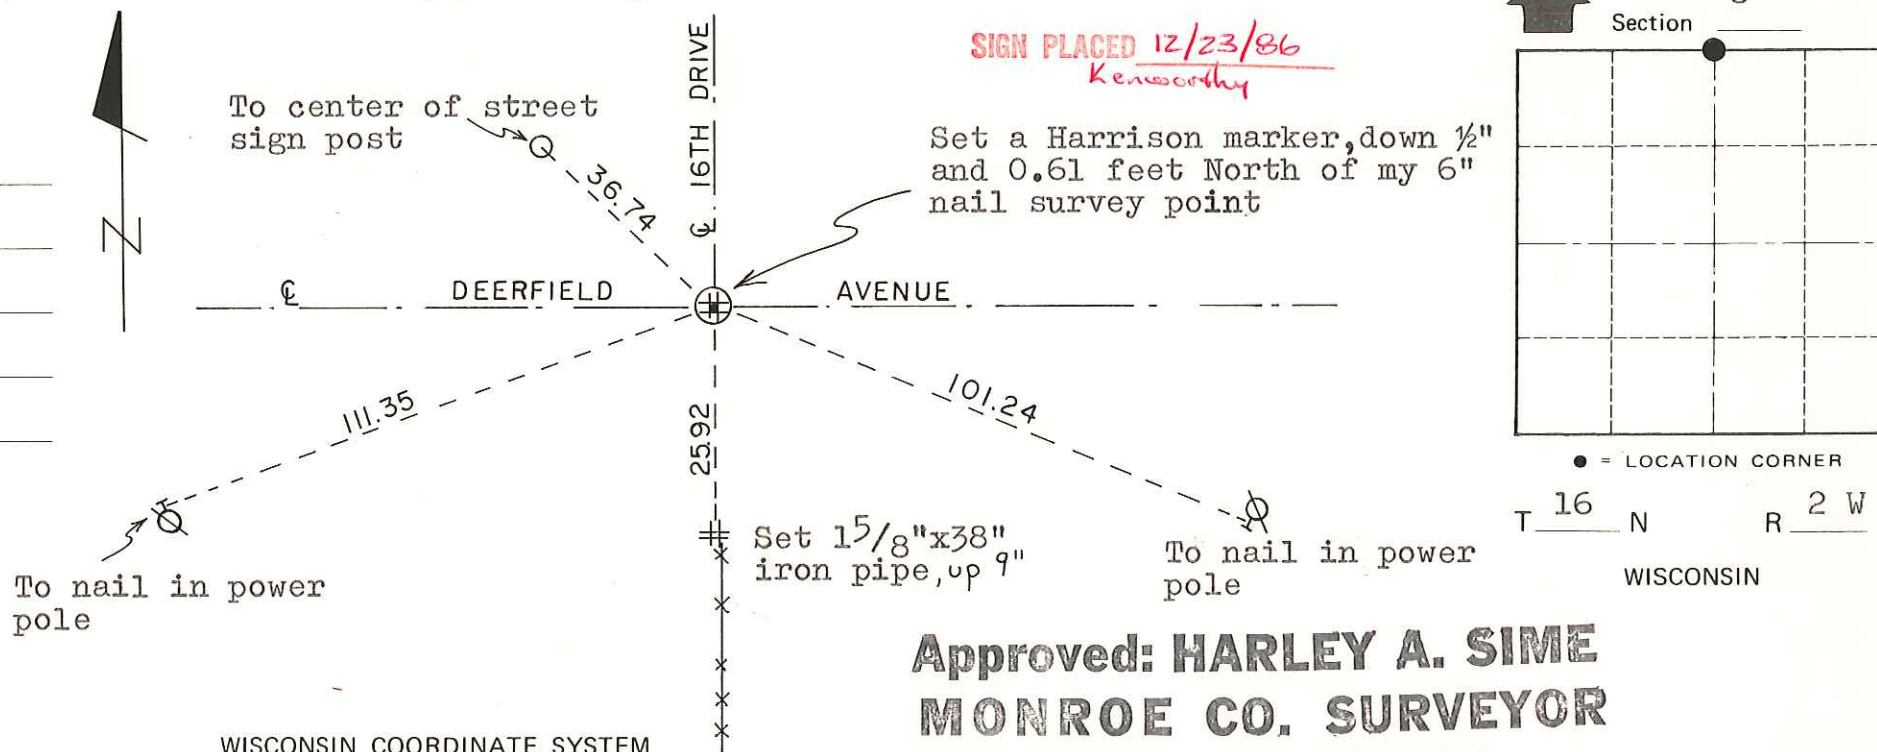 Section
SIGN PLACED 12/23/86
Kenworthy
To center of street
sign post
36.74
℄ 16TH DRIVE
Set a Harrison marker, down ½"
and 0.61 feet North of my 6"
nail survey point
℄ DEERFIELD AVENUE
111.35
25.92
101.24
● = LOCATION CORNER
T 16 N R 2 W
WISCONSIN
To nail in power
pole
Set 1 5/8"x38"
iron pipe, up 9"
To nail in power
pole
N
Approved: HARLEY A. SIME
MONROE CO. SURVEYOR
WISCONSIN COORDINATE SYSTEM